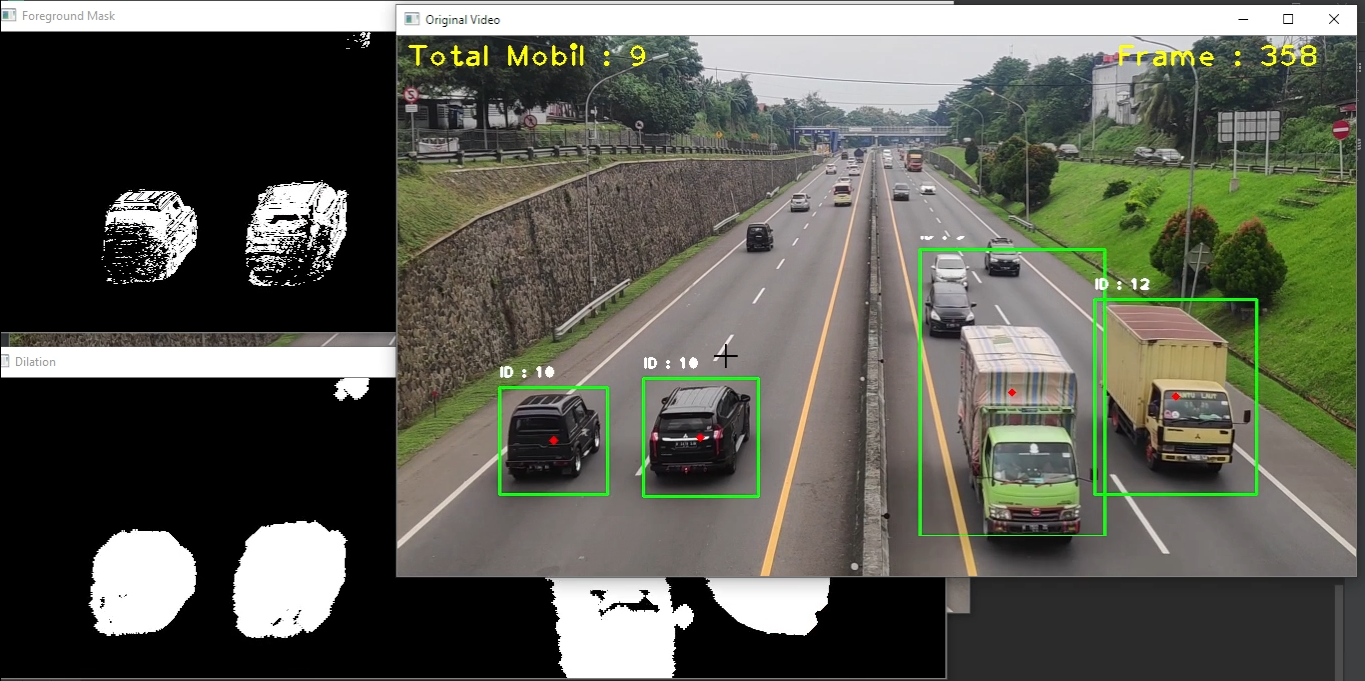 Foreground Mask
Original Video
Total Mobil : 9
Frame : 358
ID : 12
ID : 10
ID : 10
Dilation